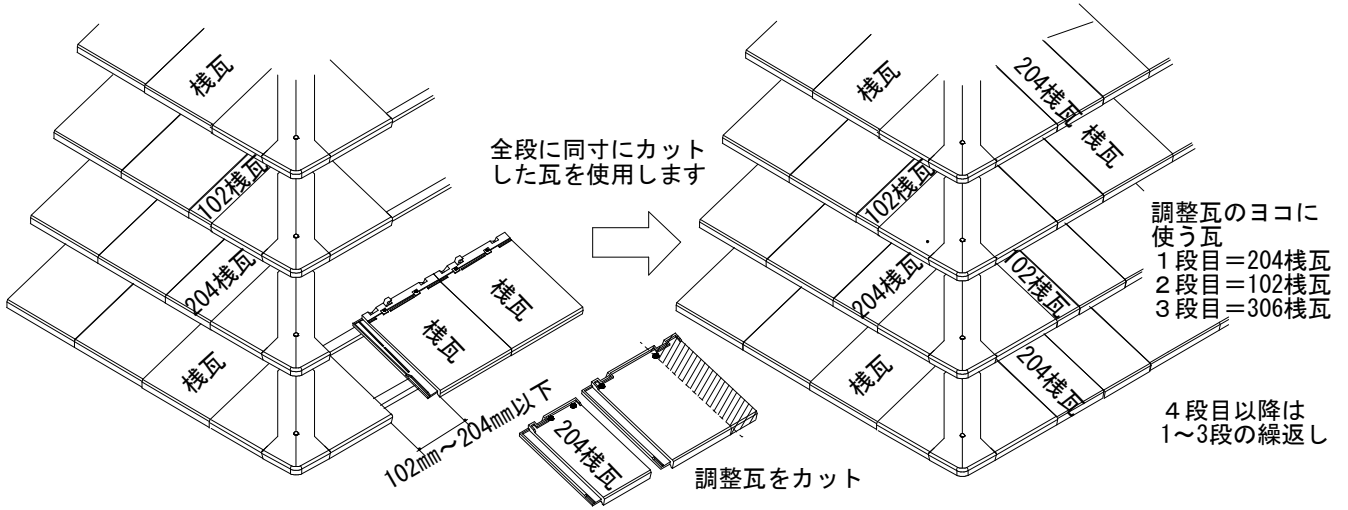 桟瓦
102桟瓦
204桟瓦
桟瓦
全段に同寸にカット
した瓦を使用します
桟瓦
桟瓦
102mm～204mm以下
204桟瓦
調整瓦をカット
桟瓦
204桟瓦
桟瓦
102桟瓦
204桟瓦
102桟瓦
桟瓦
204桟瓦
調整瓦のヨコに
使う瓦
１段目＝204桟瓦
２段目＝102桟瓦
３段目＝306桟瓦
４段目以降は
1～3段の繰返し